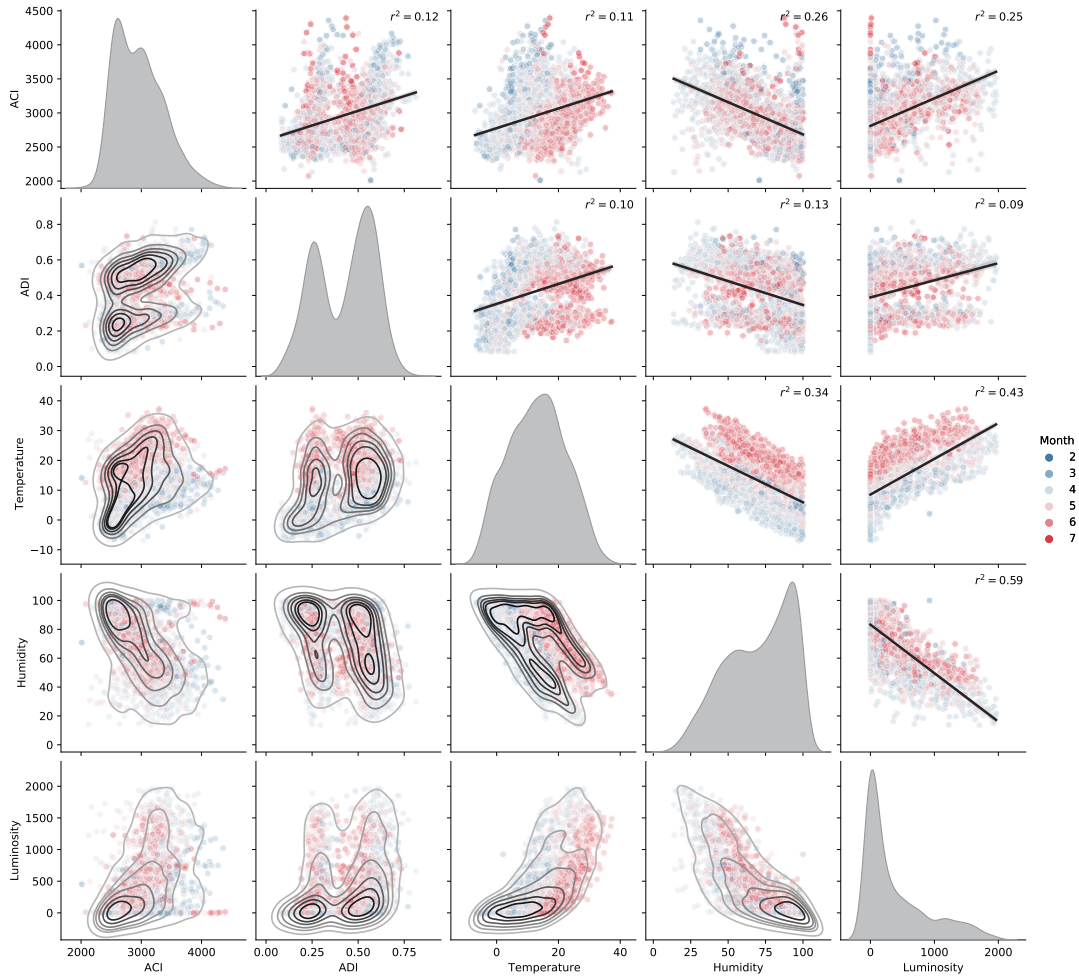 4500
4000
3500
3000
2500
2000
ACI
r² = 0.12
r² = 0.11
r² = 0.26
r² = 0.25
0.8
0.6
0.4
0.2
0.0
ADI
r² = 0.10
r² = 0.13
r² = 0.09
40
30
20
10
0
−10
Temperature
r² = 0.34
r² = 0.43
Month
2
3
4
5
6
7
100
80
60
40
20
0
Humidity
r² = 0.59
2000
1500
1000
500
0
Luminosity
2000 3000 4000
0.00 0.25 0.50 0.75
0 20 40
0 25 50 75 100
0 1000 2000
ACI
ADI
Temperature
Humidity
Luminosity